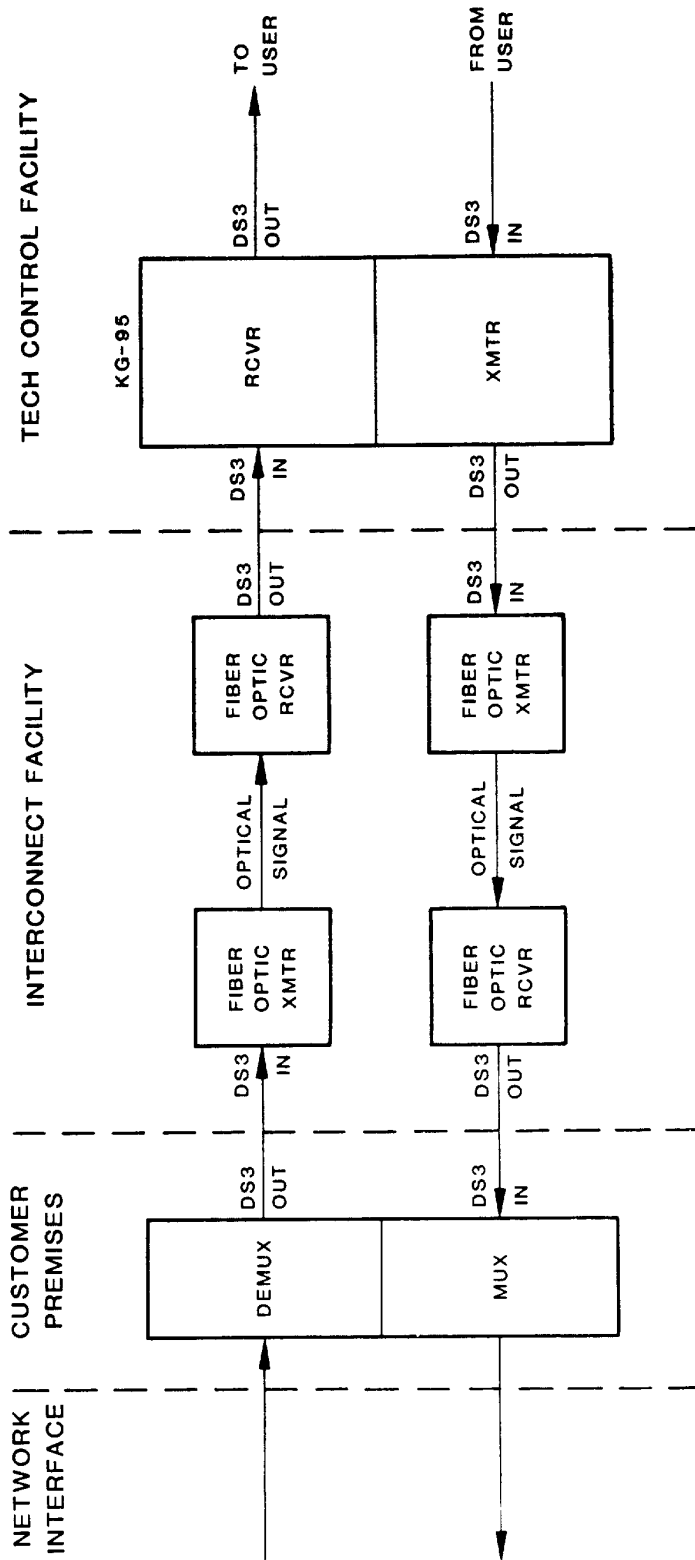 NETWORK
INTERFACE
CUSTOMER
PREMISES
INTERCONNECT FACILITY
TECH CONTROL FACILITY
DEMUX
DS3
OUT
DS3
IN
FIBER
OPTIC
XMTR
OPTICAL
SIGNAL
FIBER
OPTIC
RCVR
DS3
OUT
DS3
IN
KG-95
RCVR
DS3
OUT
TO
USER
MUX
DS3
IN
DS3
OUT
FIBER
OPTIC
RCVR
OPTICAL
SIGNAL
FIBER
OPTIC
XMTR
DS3
IN
DS3
OUT
XMTR
DS3
IN
FROM
USER